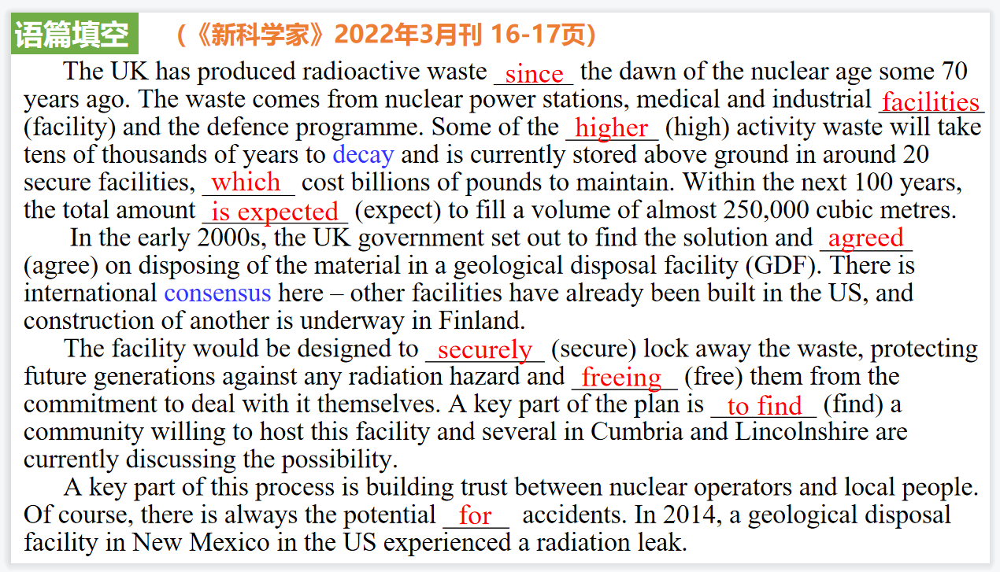 语篇填空 (《新科学家》2022年3月刊 16-17页)
The UK has produced radioactive waste since the dawn of the nuclear age some 70
years ago. The waste comes from nuclear power stations, medical and industrial facilities
(facility) and the defence programme. Some of the higher (high) activity waste will take
tens of thousands of years to decay and is currently stored above ground in around 20
secure facilities, which cost billions of pounds to maintain. Within the next 100 years,
the total amount is expected (expect) to fill a volume of almost 250,000 cubic metres.
In the early 2000s, the UK government set out to find the solution and agreed
(agree) on disposing of the material in a geological disposal facility (GDF). There is
international consensus here – other facilities have already been built in the US, and
construction of another is underway in Finland.
The facility would be designed to securely (secure) lock away the waste, protecting
future generations against any radiation hazard and freeing (free) them from the
commitment to deal with it themselves. A key part of the plan is to find (find) a
community willing to host this facility and several in Cumbria and Lincolnshire are
currently discussing the possibility.
A key part of this process is building trust between nuclear operators and local people.
Of course, there is always the potential for accidents. In 2014, a geological disposal
facility in New Mexico in the US experienced a radiation leak.